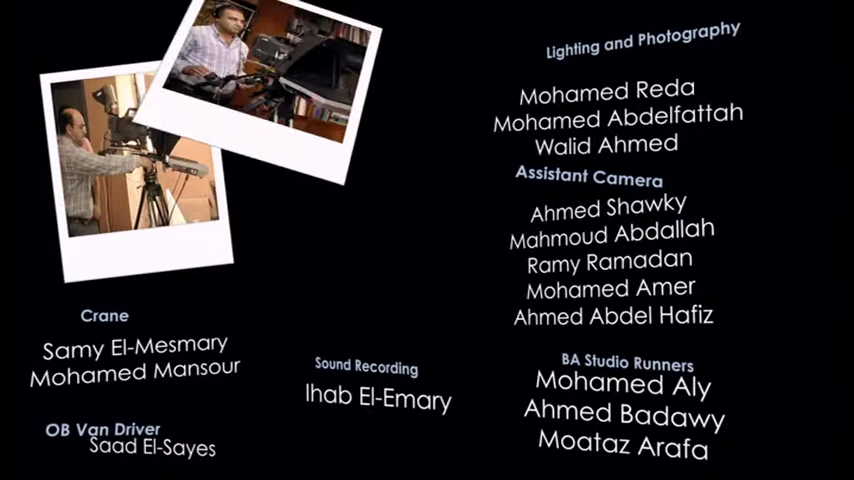 Lighting and Photography
Mohamed Reda
Mohamed Abdelfattah
Walid Ahmed
Assistant Camera
Ahmed Shawky
Mahmoud Abdallah
Ramy Ramadan
Mohamed Amer
Ahmed Abdel Hafiz
Crane
Samy El-Mesmary
Mohamed Mansour
OB Van Driver
Saad El-Sayes
Sound Recording
Ihab El-Emary
BA Studio Runners
Mohamed Aly
Ahmed Badawy
Moataz Arafa